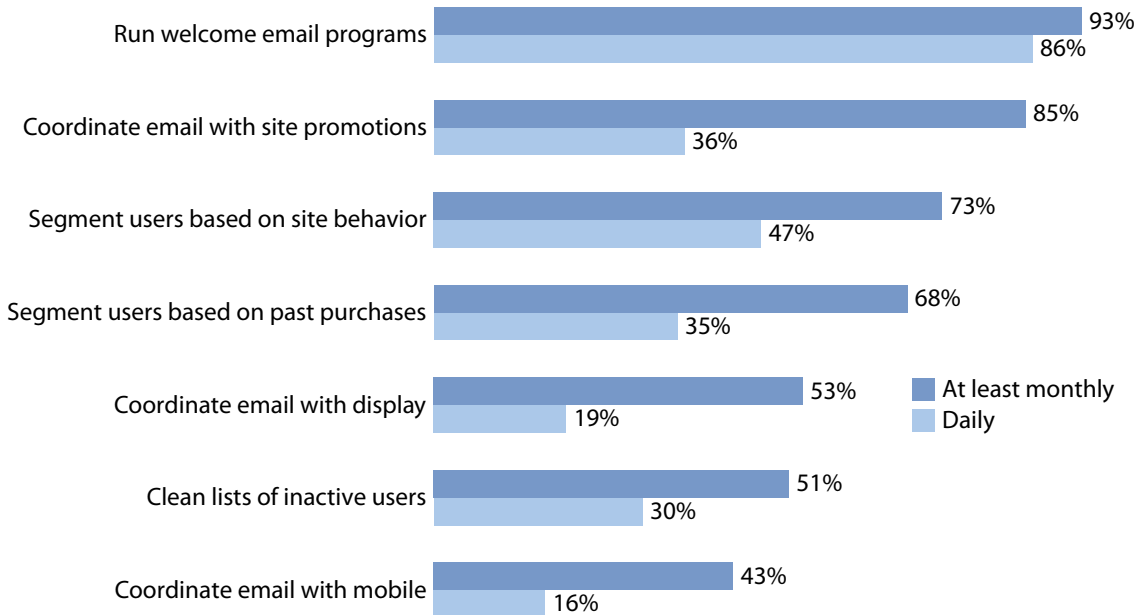 Run welcome email programs
93%
86%
Coordinate email with site promotions
85%
36%
Segment users based on site behavior
73%
47%
Segment users based on past purchases
68%
35%
Coordinate email with display
53%
19%
At least monthly
Daily
Clean lists of inactive users
51%
30%
Coordinate email with mobile
43%
16%